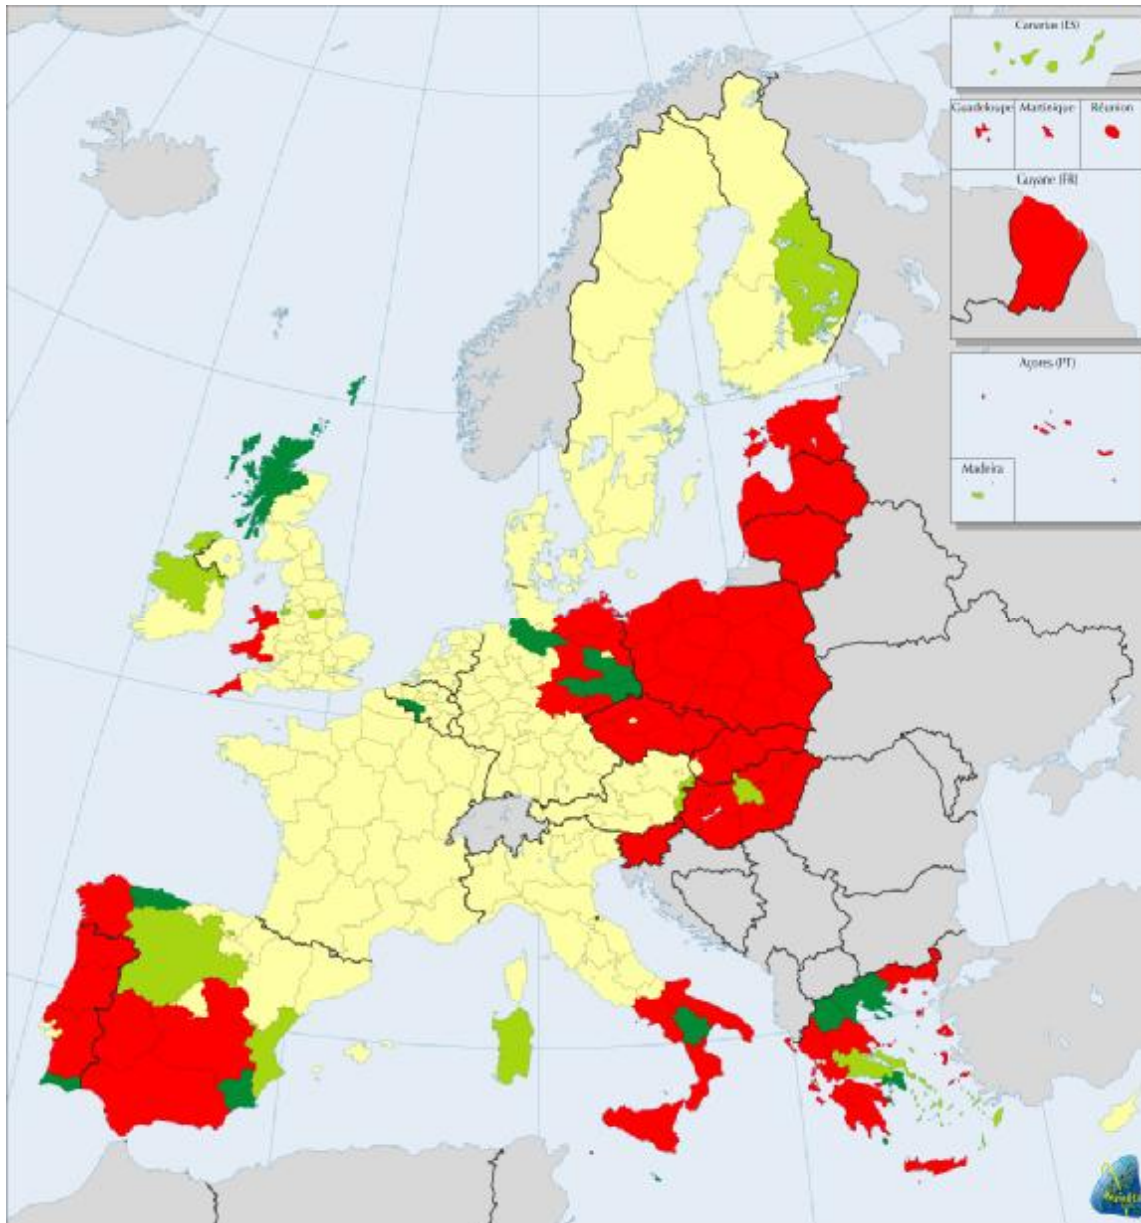 Canarias (ES)
Guadeloupe
Martinique
Réunion
Guyane (FR)
Açores (PT)
Madeira